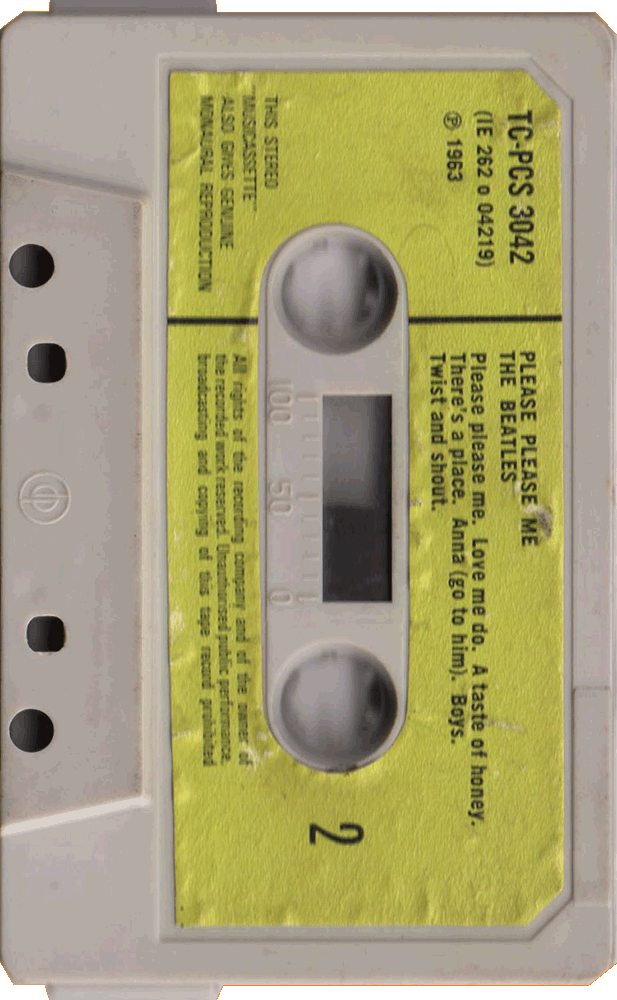 TC-PCS 3042
(IE 262 o 04219)
Ⓟ 1963
PLEASE PLEASE ME
THE BEATLES
Please please me. Love me do. A taste of honey.
There's a place. Anna (go to him). Boys.
Twist and shout.
100 50 0
2
THIS STEREO
"MUSICASSETTE"
ALSO GIVES GENUINE
MONAURAL REPRODUCTION
All rights of the recording company and of the owner of
the recorded work reserved. Unauthorised public performance,
broadcasting and copying of this tape record prohibited